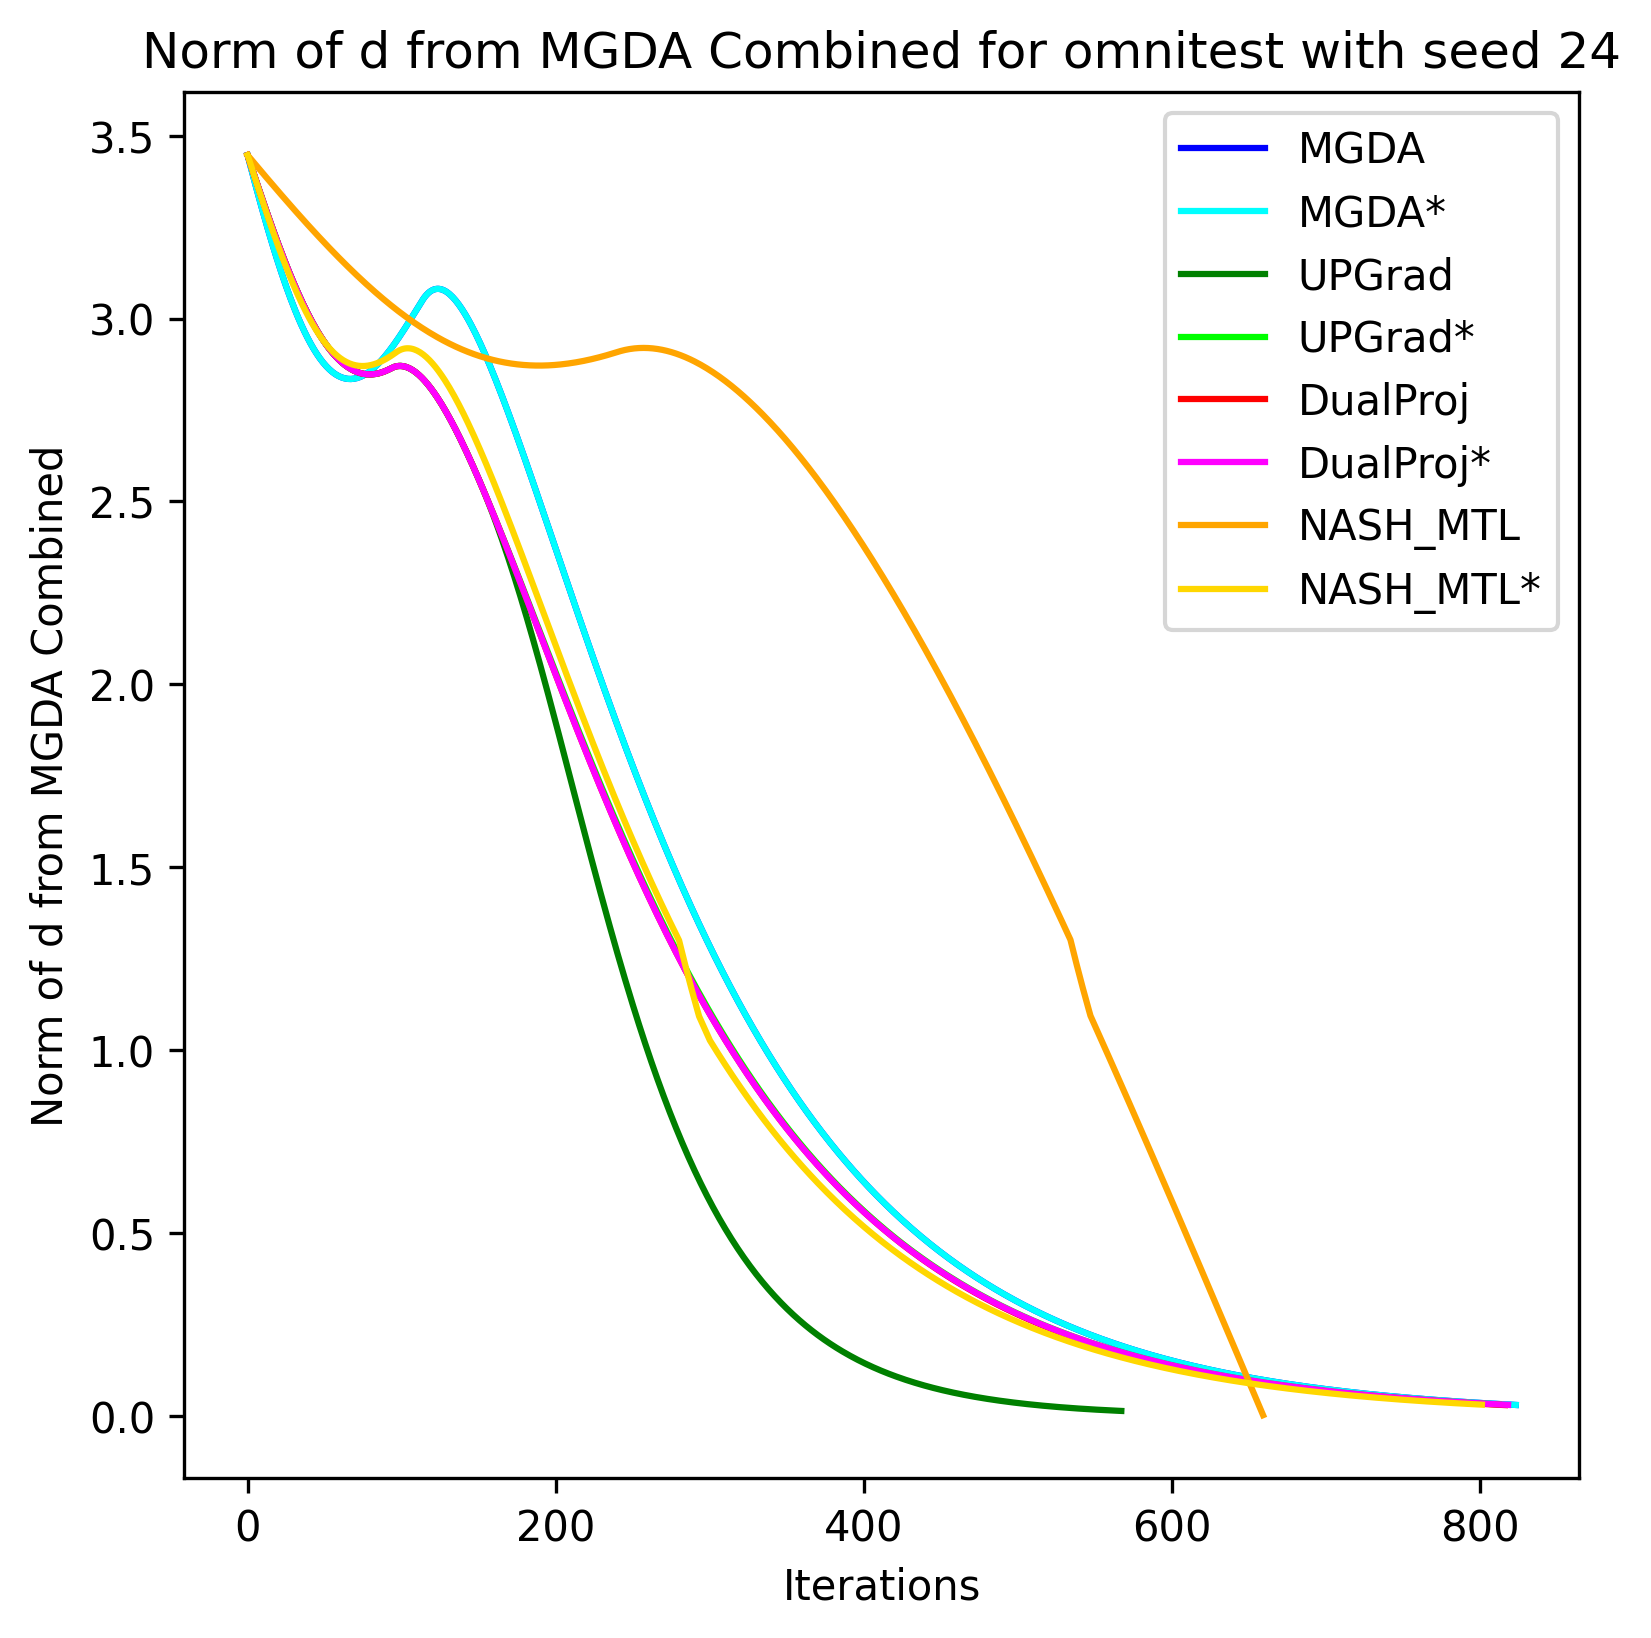 Norm of d from MGDA Combined for omnitest with seed 24
MGDA
MGDA*
UPGrad
UPGrad*
DualProj
DualProj*
NASH_MTL
NASH_MTL*
Norm of d from MGDA Combined
3.5
3.0
2.5
2.0
1.5
1.0
0.5
0.0
0 200 400 600 800
Iterations